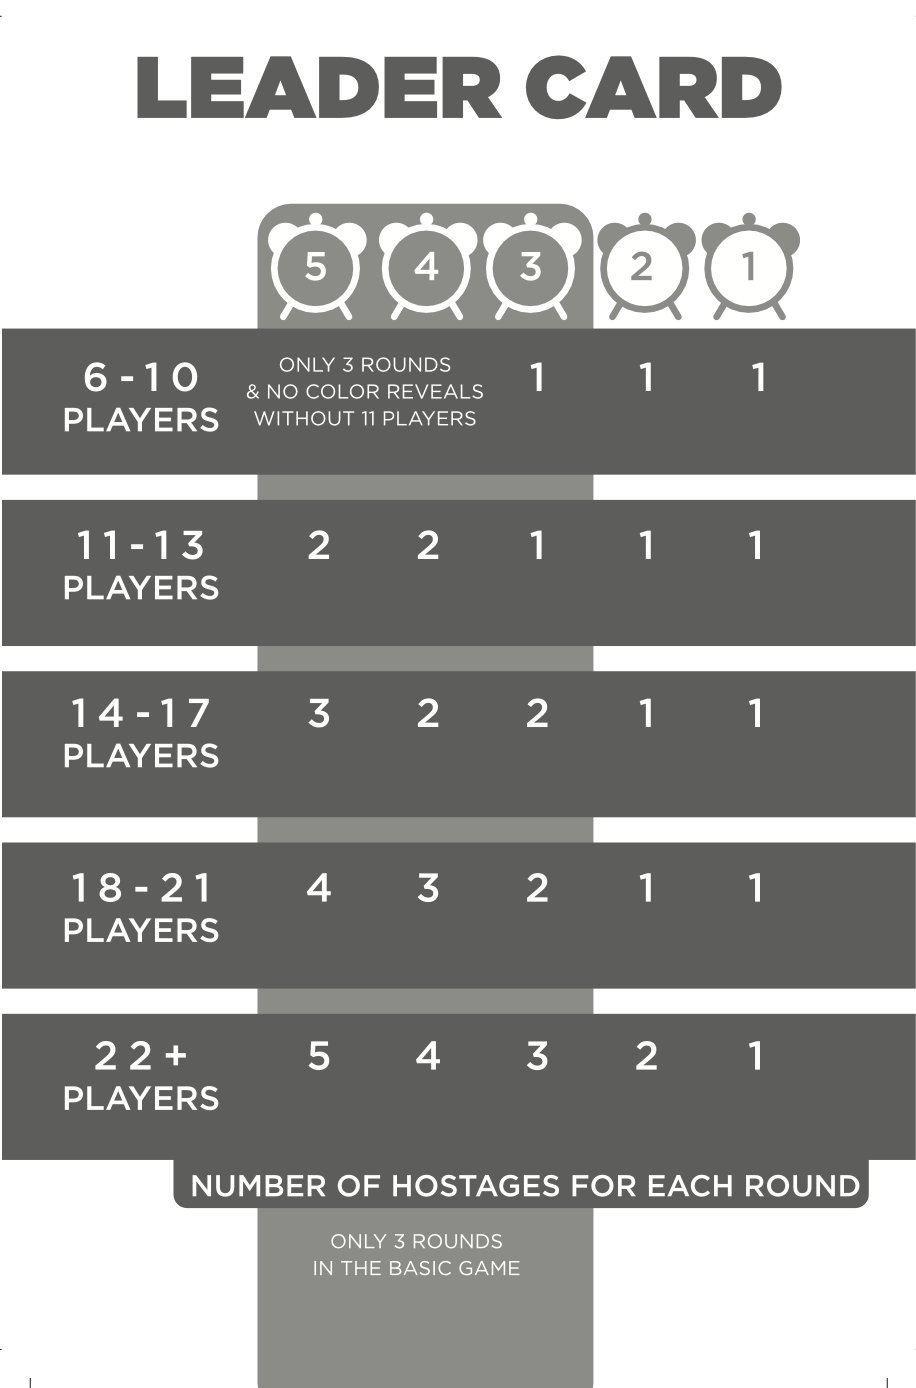 LEADER CARD
5 4 3 2 1
6-10
PLAYERS
ONLY 3 ROUNDS
& NO COLOR REVEALS
WITHOUT 11 PLAYERS
1 1 1
11-13
PLAYERS
2 2 1 1 1
14-17
PLAYERS
3 2 2 1 1
18-21
PLAYERS
4 3 2 1 1
22+
PLAYERS
5 4 3 2 1
NUMBER OF HOSTAGES FOR EACH ROUND
ONLY 3 ROUNDS
IN THE BASIC GAME